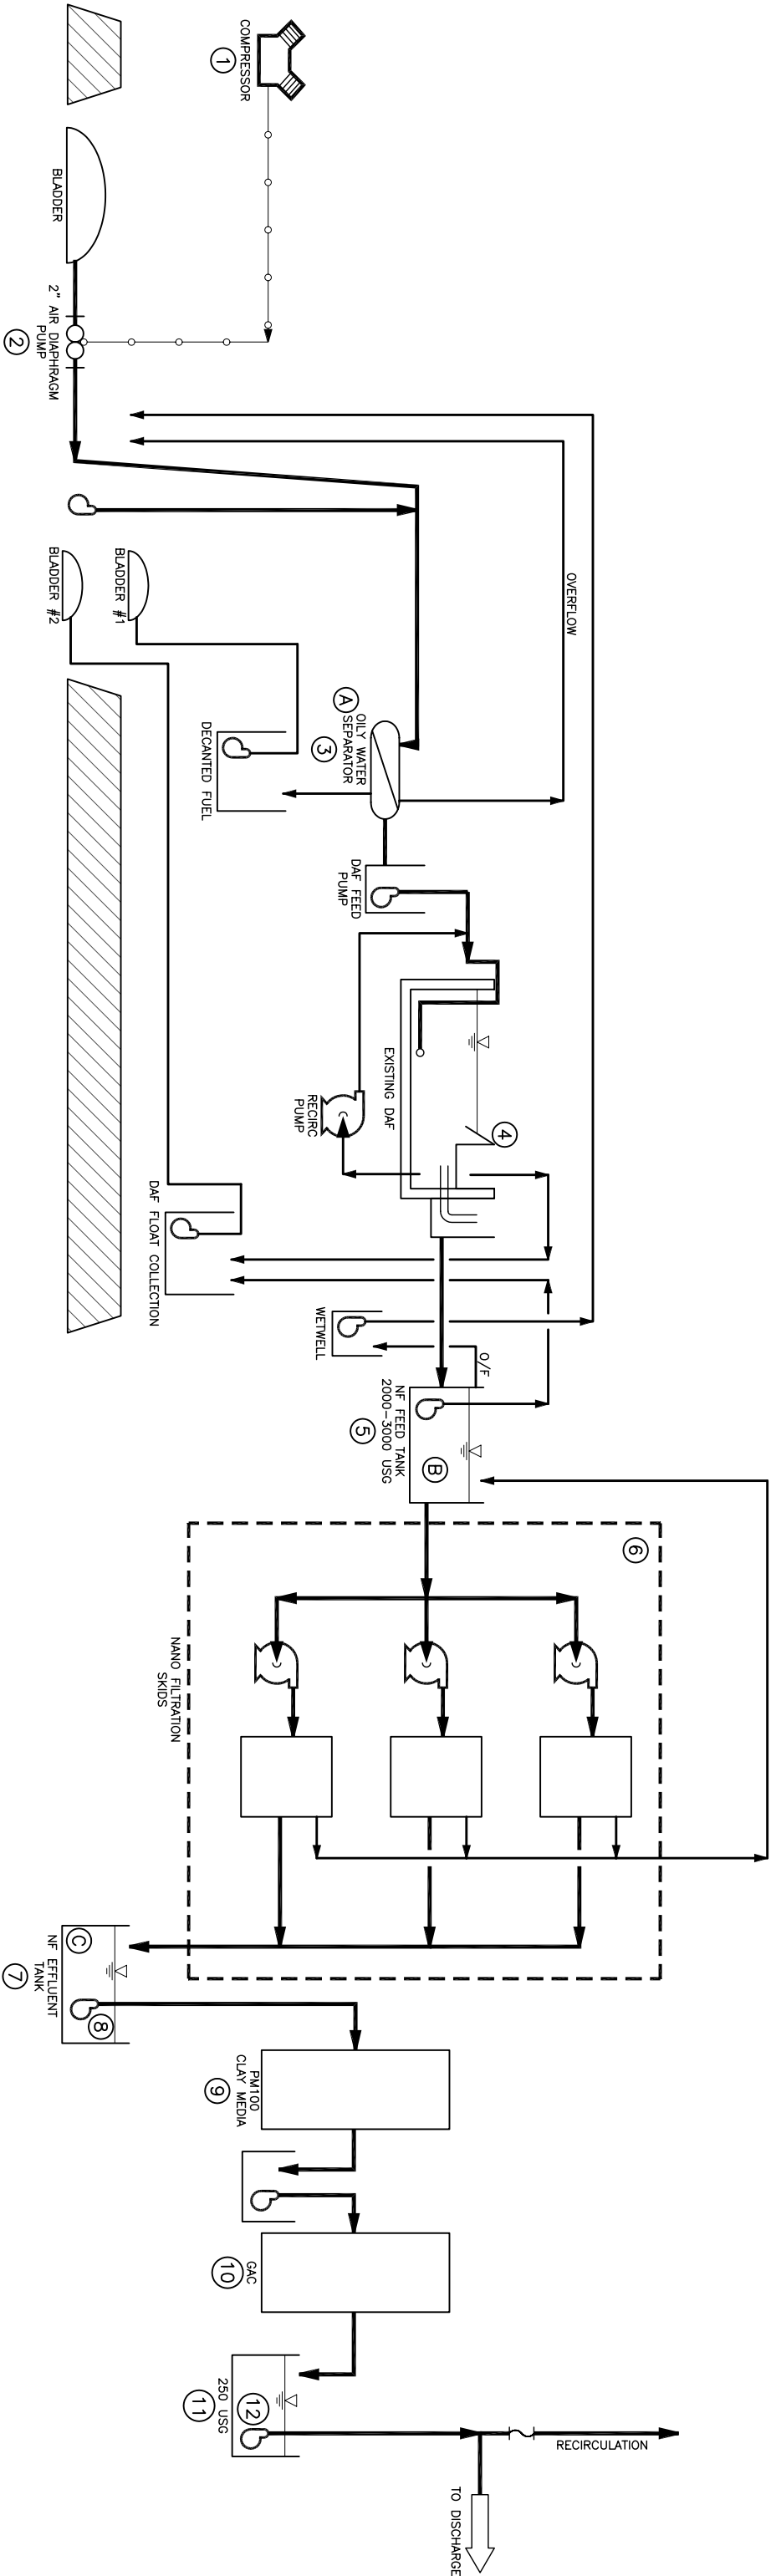 COMPRESSOR
1
BLADDER
2" AIR DIAPHRAGM
PUMP
2
OVERFLOW
BLADDER #1
BLADDER #2
A
OILY WATER
SEPARATOR
3
DECANTED FUEL
DAF FEED
PUMP
EXISTING DAF
4
RECIRC
PUMP
DAF FLOAT COLLECTION
WETWELL
O/F
NF FEED TANK
2000-3000 USG
5
B
6
NANO FILTRATION
SKIDS
C
NF EFFLUENT
TANK
7
8
PM100
CLAY MEDIA
9
GAC
10
250 USG
11
12
RECIRCULATION
TO DISCHARGE